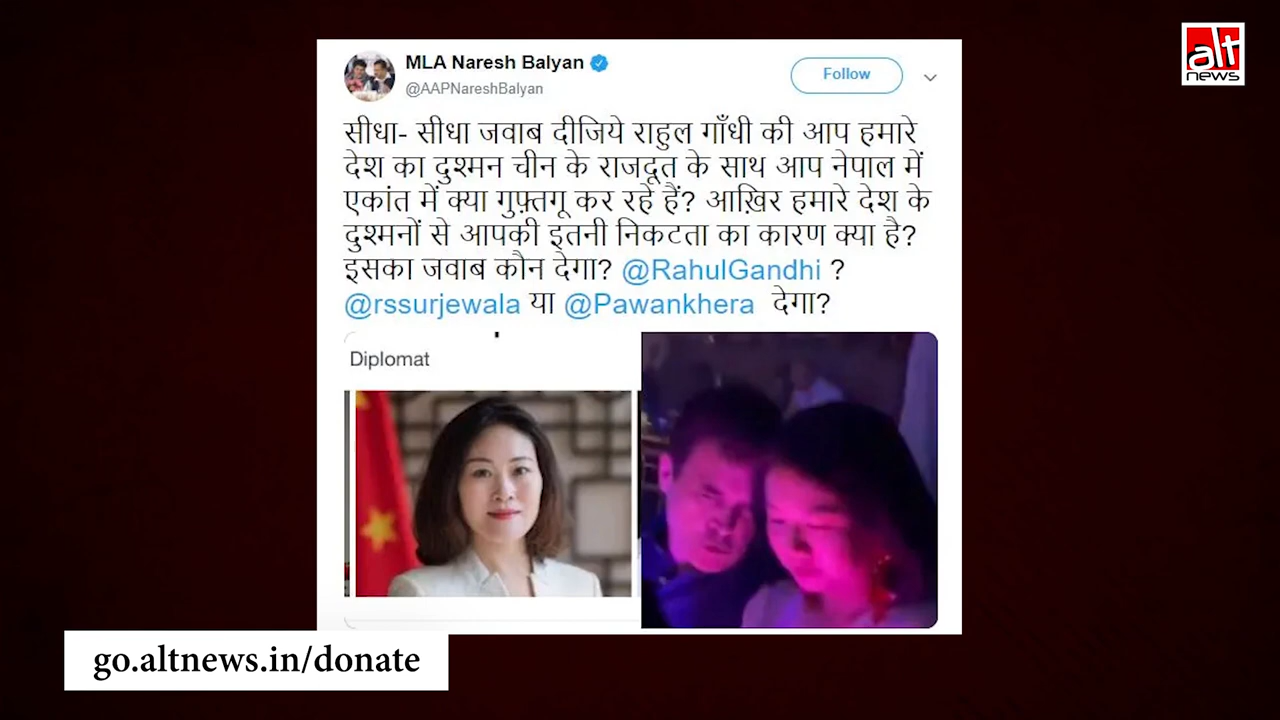 alt
news
MLA Naresh Balyan
@AAPNareshBalyan
Follow
सीधा- सीधा जवाब दीजिये राहुल गाँधी की आप हमारे
देश का दुश्मन चीन के राजदूत के साथ आप नेपाल में
एकांत में क्या गुफ़्तगू कर रहे हैं? आख़िर हमारे देश के
दुश्मनों से आपकी इतनी निकटता का कारण क्या है?
इसका जवाब कौन देगा? @RahulGandhi ?
@rssurjewala या @Pawankhera देगा?
Diplomat
go.altnews.in/donate